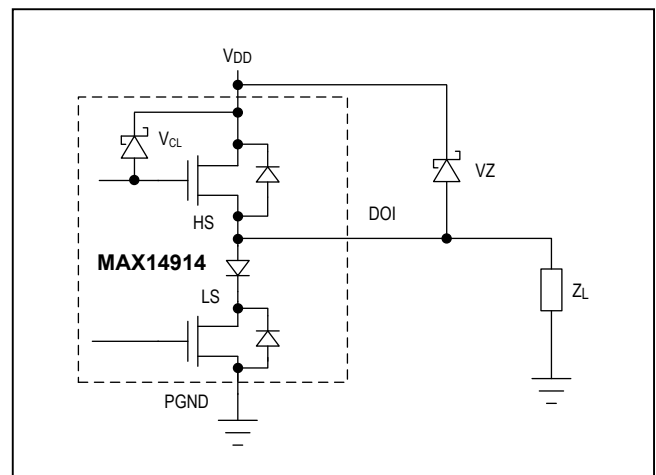 VDD
VCL
VZ
HS
DOI
MAX14914
LS
ZL
PGND